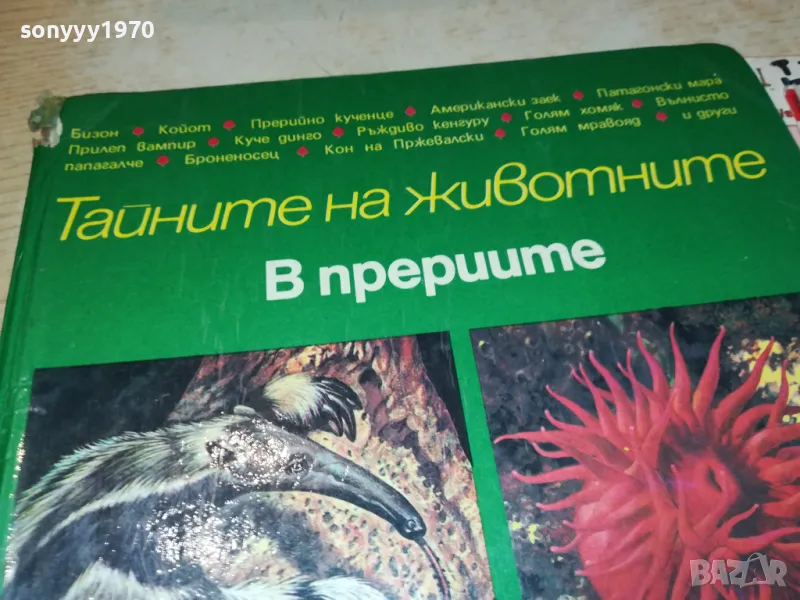 sonyyy1970
Бизон ♦ Койот ♦ Прерийно кученце ♦ Американски заек ♦ Патагонски мара
Прилеп вампир ♦ Куче динго ♦ Ръждиво кенгуру ♦ Голям хомяк ♦ Вълнисто
папагалче ♦ Броненосец ♦ Кон на Пржевалски ♦ Голям мравояд ♦ и други
Тайните на животните
В прериите
BAZAR